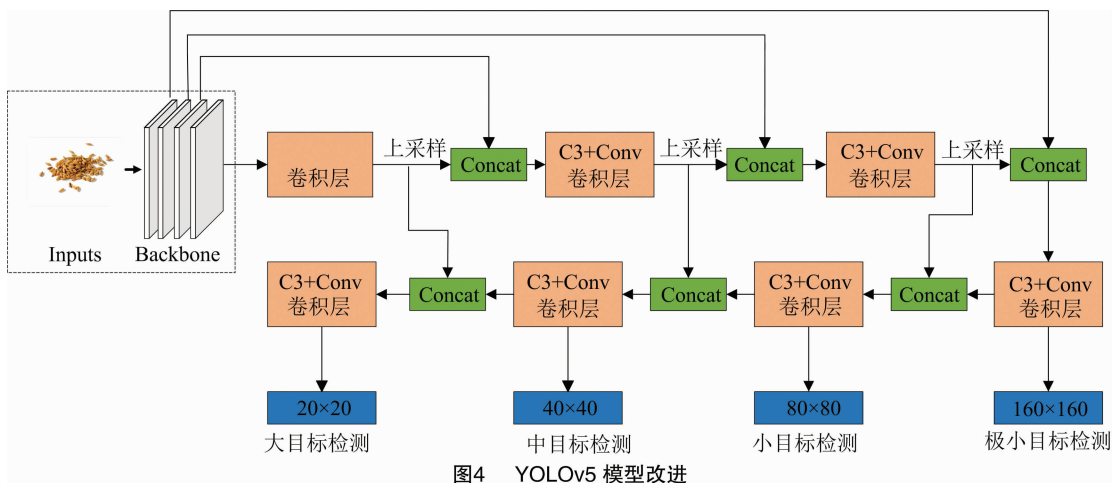 上采样
上采样
上采样
卷积层
Concat
C3+Conv
卷积层
Concat
C3+Conv
卷积层
Concat
Inputs
Backbone
C3+Conv
卷积层
Concat
C3+Conv
卷积层
Concat
C3+Conv
卷积层
Concat
C3+Conv
卷积层
20×20
40×40
80×80
160×160
大目标检测
中目标检测
小目标检测
极小目标检测
图4 YOLOv5 模型改进